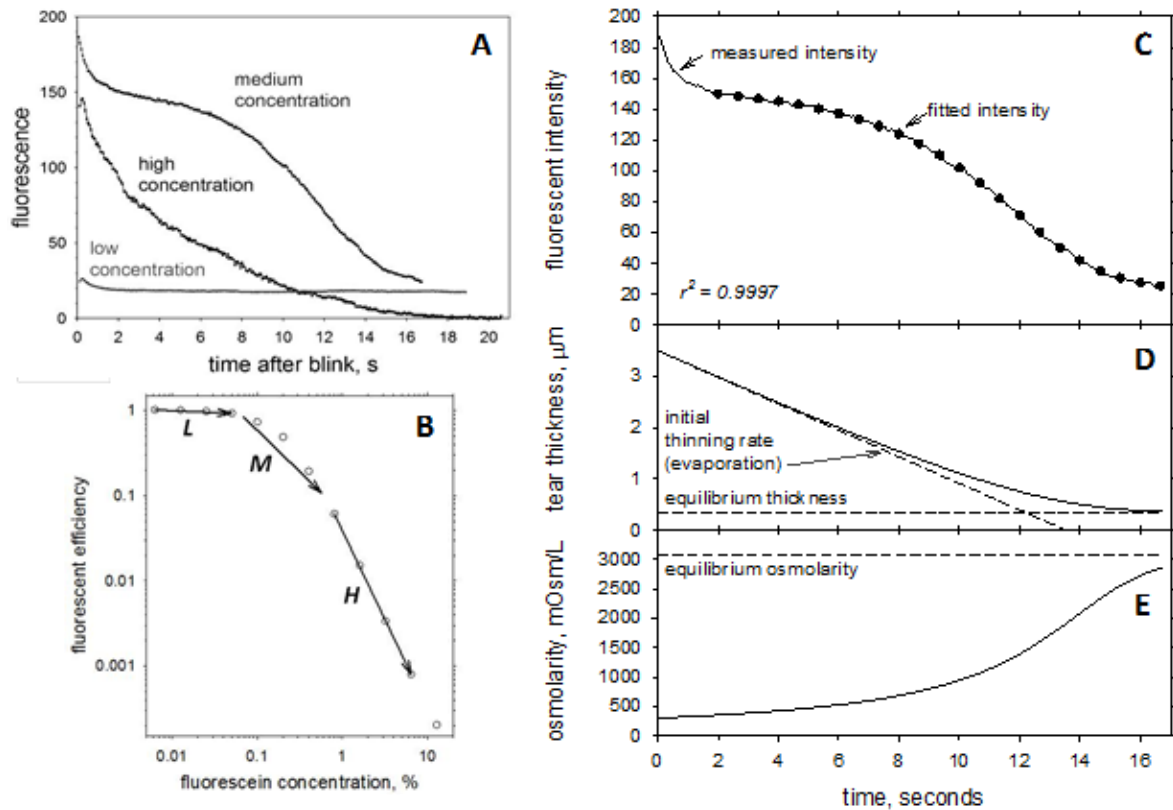 A
200
150
100
50
0
fluorescence
medium
concentration
high
concentration
low
concentration
0 2 4 6 8 10 12 14 16 18 20
time after blink, s
B
1
0.1
0.01
0.001
fluorescent efficiency
L
M
H
0.01 0.1 1 10
fluorescein concentration, %
C
200
180
160
140
120
100
80
60
40
20
0
fluorescent intensity
measured intensity
fitted intensity
r² = 0.9997
D
3
2
1
0
tear thickness, µm
initial
thinning rate
(evaporation)
equilibrium thickness
E
3000
2500
2000
1500
1000
500
0
osmolarity, mOsm/L
equilibrium osmolarity
0 2 4 6 8 10 12 14 16
time, seconds